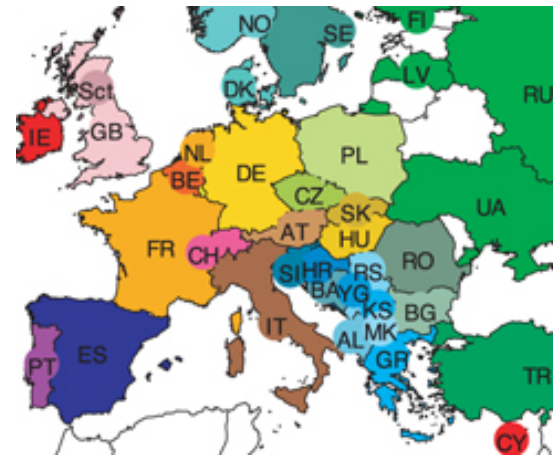 NO
SE
FI
LV
RU
Sct
DK
IE
GB
NL
BE
DE
PL
CZ
UA
SK
AT
HU
FR
CH
SI
HR
RS
RO
BA
YG
KS
BG
IT
MK
AL
GR
PT
ES
TR
CY